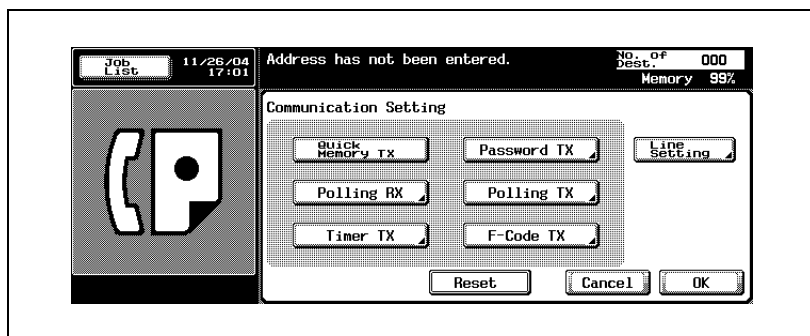 Job List
11/26/04
17:01
Address has not been entered.
No. of Dest.
000
Memory 99%
Communication Setting
Quick Memory TX
Password TX
Line Setting
Polling RX
Polling TX
Timer TX
F-Code TX
Reset
Cancel
OK